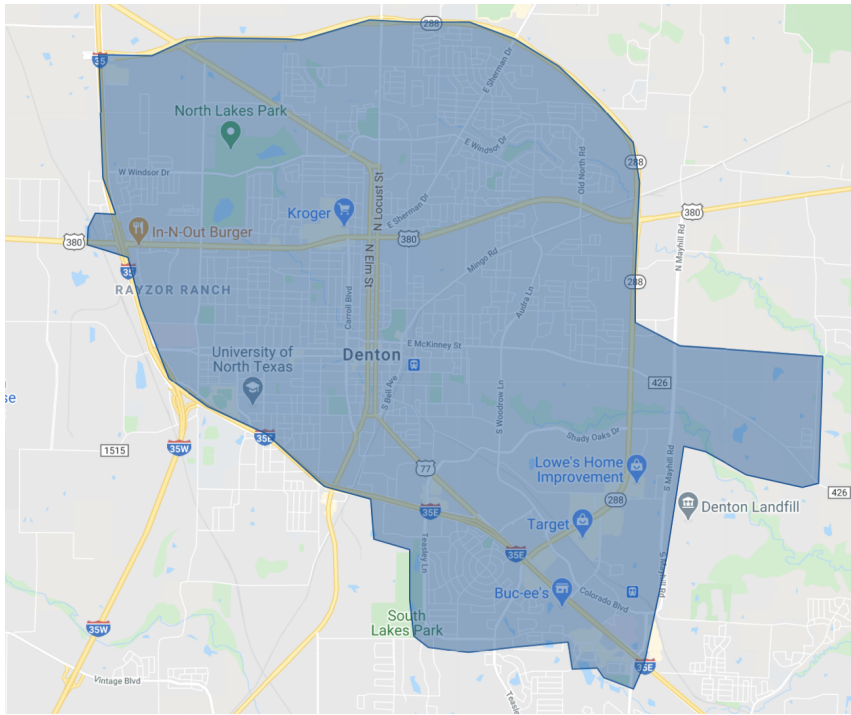 288
35
E Sherman Dr
North Lakes Park
E Windsor Dr
Old North Rd
288
W Windsor Dr
N Locust St
E Sherman Dr
Kroger
380
In-N-Out Burger
380
380
N Mayhill Rd
N Elm St
Mingo Rd
35
288
RAYZOR RANCH
Carroll Blvd
Audra Ln
E McKinney St
University of
North Texas
Denton
S Bell Ave
426
S Woodrow Ln
se
35E
Shady Oaks Dr
35W
1515
77
Lowe's Home
Improvement
S Mayhill Rd
288
426
35E
Target
Denton Landfill
Teasley Ln
35E
Buc-ee's
Colorado Blvd
S Mayhill Rd
South
Lakes Park
35W
35E
Vintage Blvd